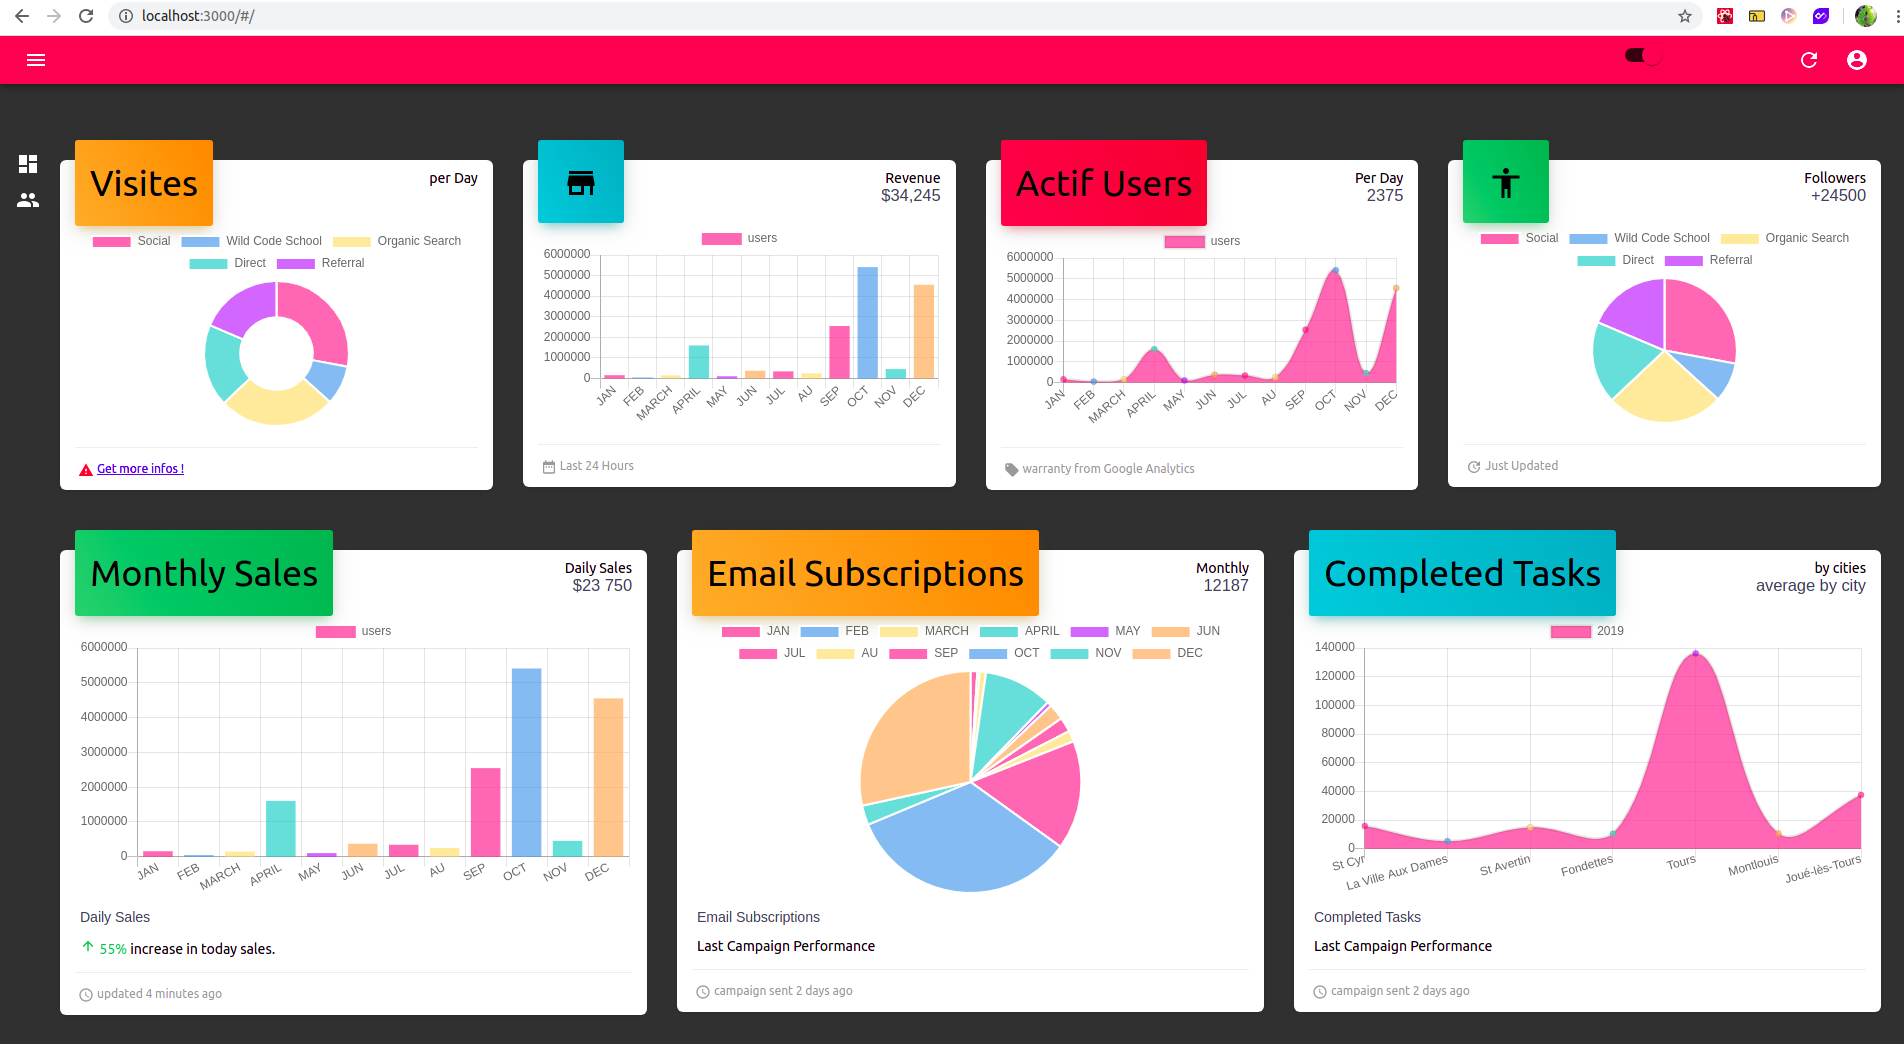 localhost:3000/#/
Visites
per Day
Social Wild Code School Organic Search
Direct Referral
Get more infos !
Revenue
$34,245
users
6000000
5000000
4000000
3000000
2000000
1000000
0
JAN FEB MARCH APRIL MAY JUN JUL AU SEP OCT NOV DEC
Last 24 Hours
Actif Users
Per Day
2375
users
6000000
5000000
4000000
3000000
2000000
1000000
0
JAN FEB MARCH APRIL MAY JUN JUL AU SEP OCT NOV DEC
warranty from Google Analytics
Followers
+24500
Social Wild Code School Organic Search
Direct Referral
Just Updated
Monthly Sales
Daily Sales
$23 750
users
6000000
5000000
4000000
3000000
2000000
1000000
0
JAN FEB MARCH APRIL MAY JUN JUL AU SEP OCT NOV DEC
Daily Sales
55% increase in today sales.
updated 4 minutes ago
Email Subscriptions
Monthly
12187
JAN FEB MARCH APRIL MAY JUN
JUL AU SEP OCT NOV DEC
Email Subscriptions
Last Campaign Performance
campaign sent 2 days ago
Completed Tasks
by cities
average by city
2019
140000
120000
100000
80000
60000
40000
20000
0
St Cyr La Ville Aux Dames St Avertin Fondettes Tours Montlouis Joué-lès-Tours
Completed Tasks
Last Campaign Performance
campaign sent 2 days ago